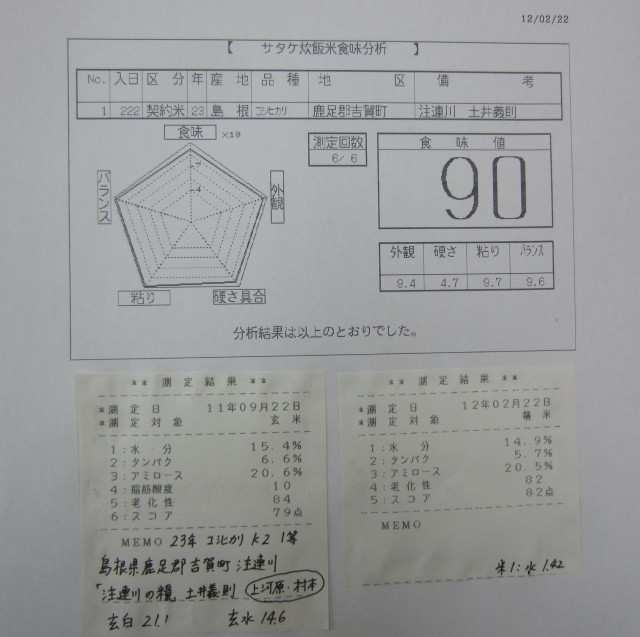 12/02/22
【 サタケ炊飯米食味分析 】
No. 入日 区分 年 産地 品種 地区 備考
1 222 契約米 23 島根 コシヒカリ 鹿足郡吉賀町 注連川 土井義則
食味 ×10
バランス
外観
粘り
硬さ具合
測定回数
6/ 6
食味値
90
外観 硬さ 粘り バランス
9.4 4.7 9.7 9.6
分析結果は以上のとおりでした。
測定結果
測定日 11年09月22日
測定対象 玄米
1:水分 15.4%
2:タンパク 6.6%
3:アミロース 20.6%
4:脂肪酸度 10
5:老化性 84
6:スコア 79点
MEMO 23年 コシヒカリ K2 1等
島根県鹿足郡吉賀町 注連川
「注連川の糧 土井義則 上河原・村本
玄白 21.1 玄水 14.6
測定結果
測定日 12年02月22日
測定対象 精米
1:水分 14.9%
2:タンパク 5.7%
3:アミロース 20.5%
4:老化性 82
5:スコア 82点
MEMO
米1:水1.42